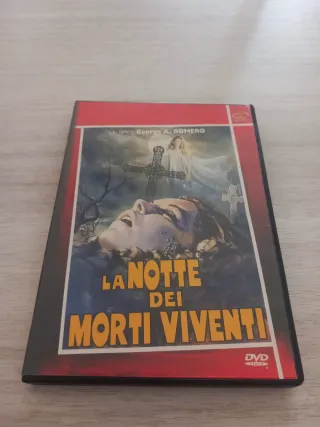 George A. ROMERO
LA NOTTE
DEI
MORTI VIVENTI
DVD